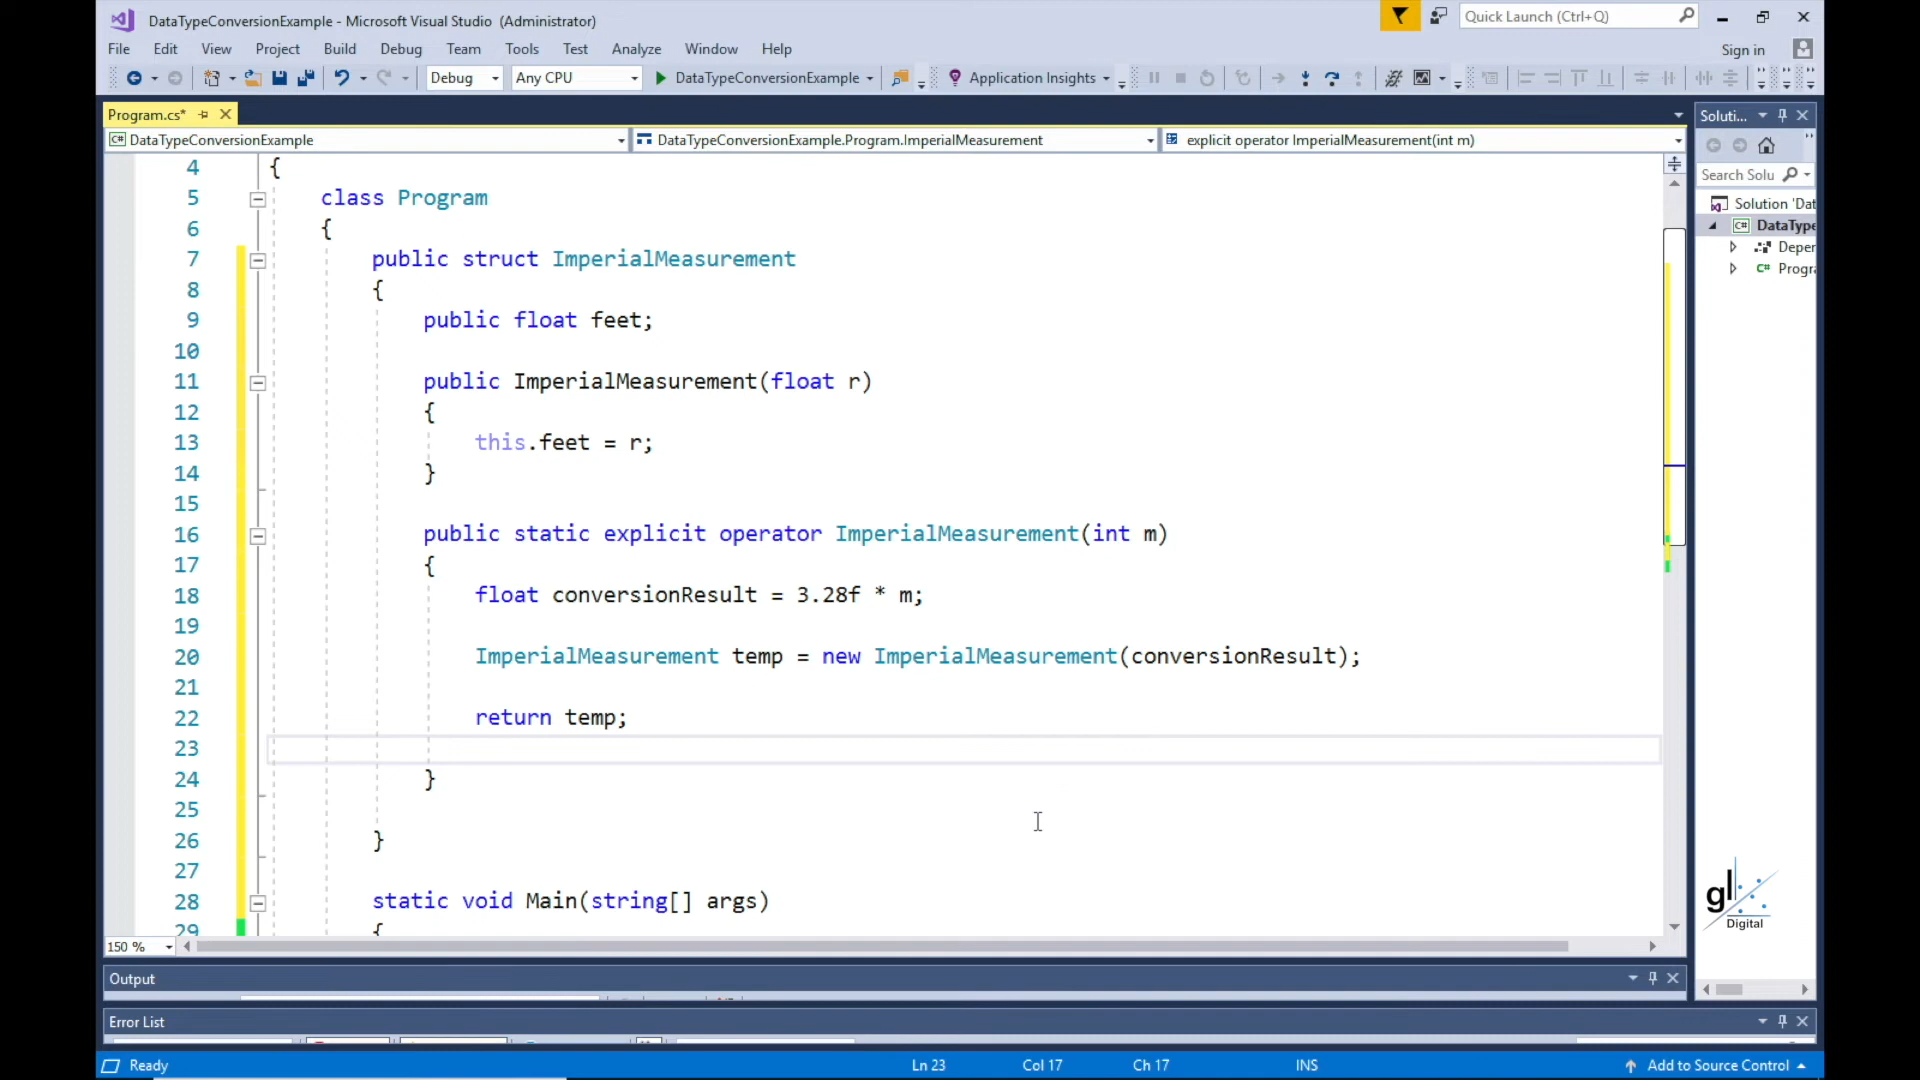 DataTypeConversionExample - Microsoft Visual Studio (Administrator)
Quick Launch (Ctrl+Q)
File Edit View Project Build Debug Team Tools Test Analyze Window Help
Sign in
Debug Any CPU DataTypeConversionExample Application Insights
Program.cs*
Soluti...
DataTypeConversionExample DataTypeConversionExample.Program.ImperialMeasurement explicit operator ImperialMeasurement(int m)
Search Solu
Solution 'Dat
DataType
Deper
C# Progra
4 {
5 class Program
6 {
7 public struct ImperialMeasurement
8 {
9 public float feet;
10
11 public ImperialMeasurement(float r)
12 {
13 this.feet = r;
14 }
15
16 public static explicit operator ImperialMeasurement(int m)
17 {
18 float conversionResult = 3.28f * m;
19
20 ImperialMeasurement temp = new ImperialMeasurement(conversionResult);
21
22 return temp;
23
24 }
25
26 }
27
28 static void Main(string[] args)
29 {
gl
Digital
150 %
Output
Error List
Ready Ln 23 Col 17 Ch 17 INS Add to Source Control